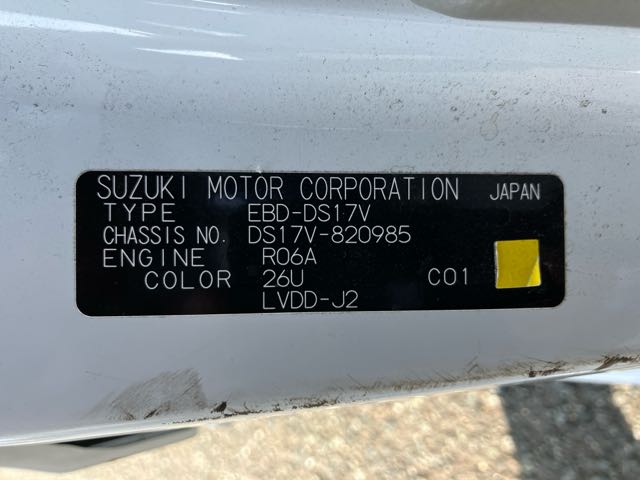 SUZUKI MOTOR CORPORATION JAPAN
TYPE EBD-DS17V
CHASSIS NO. DS17V-820985
ENGINE R06A
COLOR 26U C01
LVDD-J2